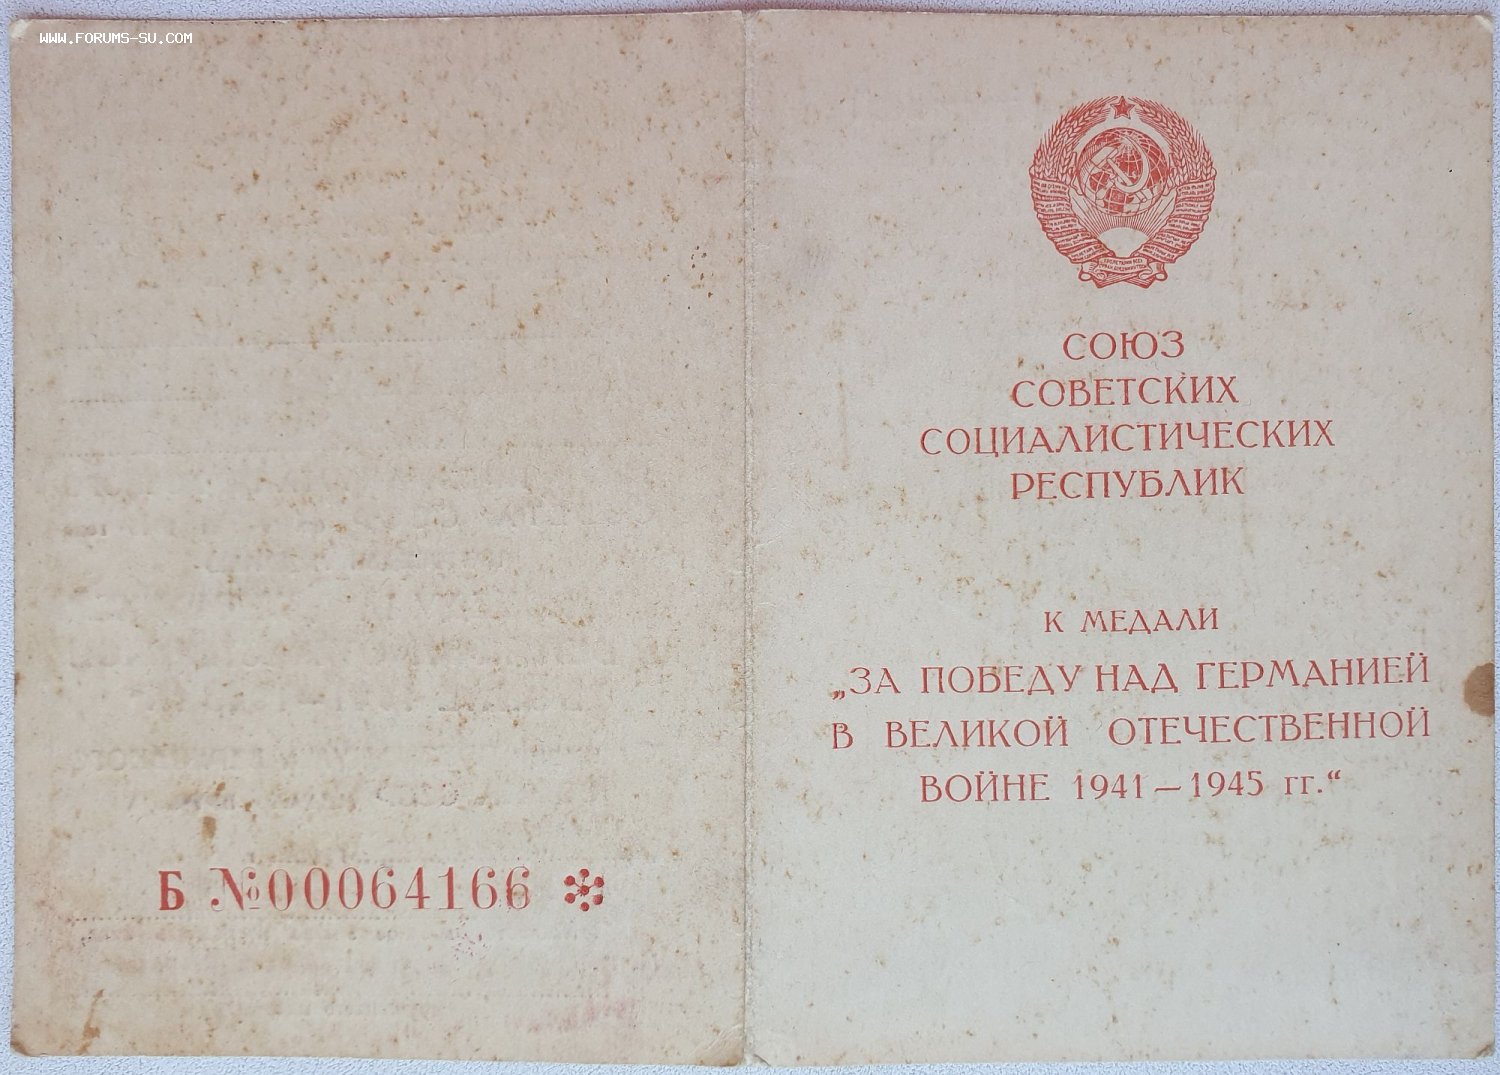 WWW.FORUMS-SU.COM
СОЮЗ
СОВЕТСКИХ
СОЦИАЛИСТИЧЕСКИХ
РЕСПУБЛИК
К МЕДАЛИ
„ЗА ПОБЕДУ НАД ГЕРМАНИЕЙ
В ВЕЛИКОЙ ОТЕЧЕСТВЕННОЙ
ВОЙНЕ 1941—1945 гг.“
Б №00064166